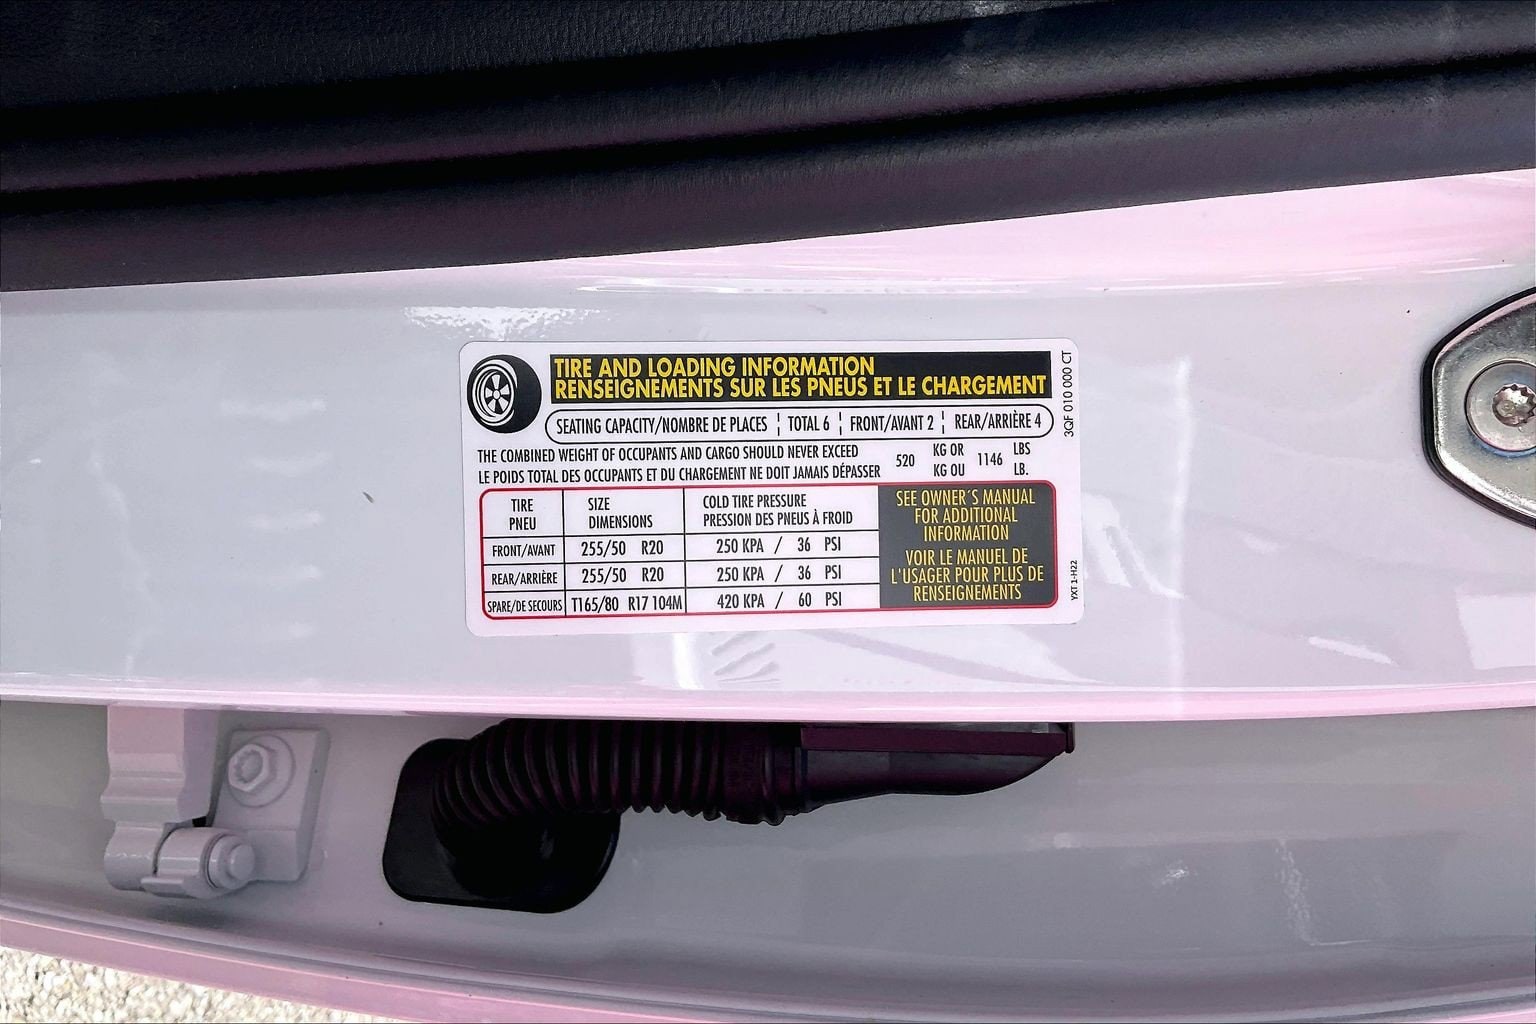 TIRE AND LOADING INFORMATION
RENSEIGNEMENTS SUR LES PNEUS ET LE CHARGEMENT
SEATING CAPACITY/NOMBRE DE PLACES ¦ TOTAL 6 ¦ FRONT/AVANT 2 ¦ REAR/ARRIÈRE 4
THE COMBINED WEIGHT OF OCCUPANTS AND CARGO SHOULD NEVER EXCEED 520 KG OR 1146 LBS
LE POIDS TOTAL DES OCCUPANTS ET DU CHARGEMENT NE DOIT JAMAIS DÉPASSER KG OU LB.
TIRE SIZE COLD TIRE PRESSURE
PNEU DIMENSIONS PRESSION DES PNEUS À FROID
FRONT/AVANT 255/50 R20 250 KPA / 36 PSI
REAR/ARRIÈRE 255/50 R20 250 KPA / 36 PSI
SPARE/DE SECOURS T165/80 R17 104M 420 KPA / 60 PSI
SEE OWNER´S MANUAL
FOR ADDITIONAL
INFORMATION
VOIR LE MANUEL DE
L'USAGER POUR PLUS DE
RENSEIGNEMENTS
3QF 010 000 CT
YXT 1-H22